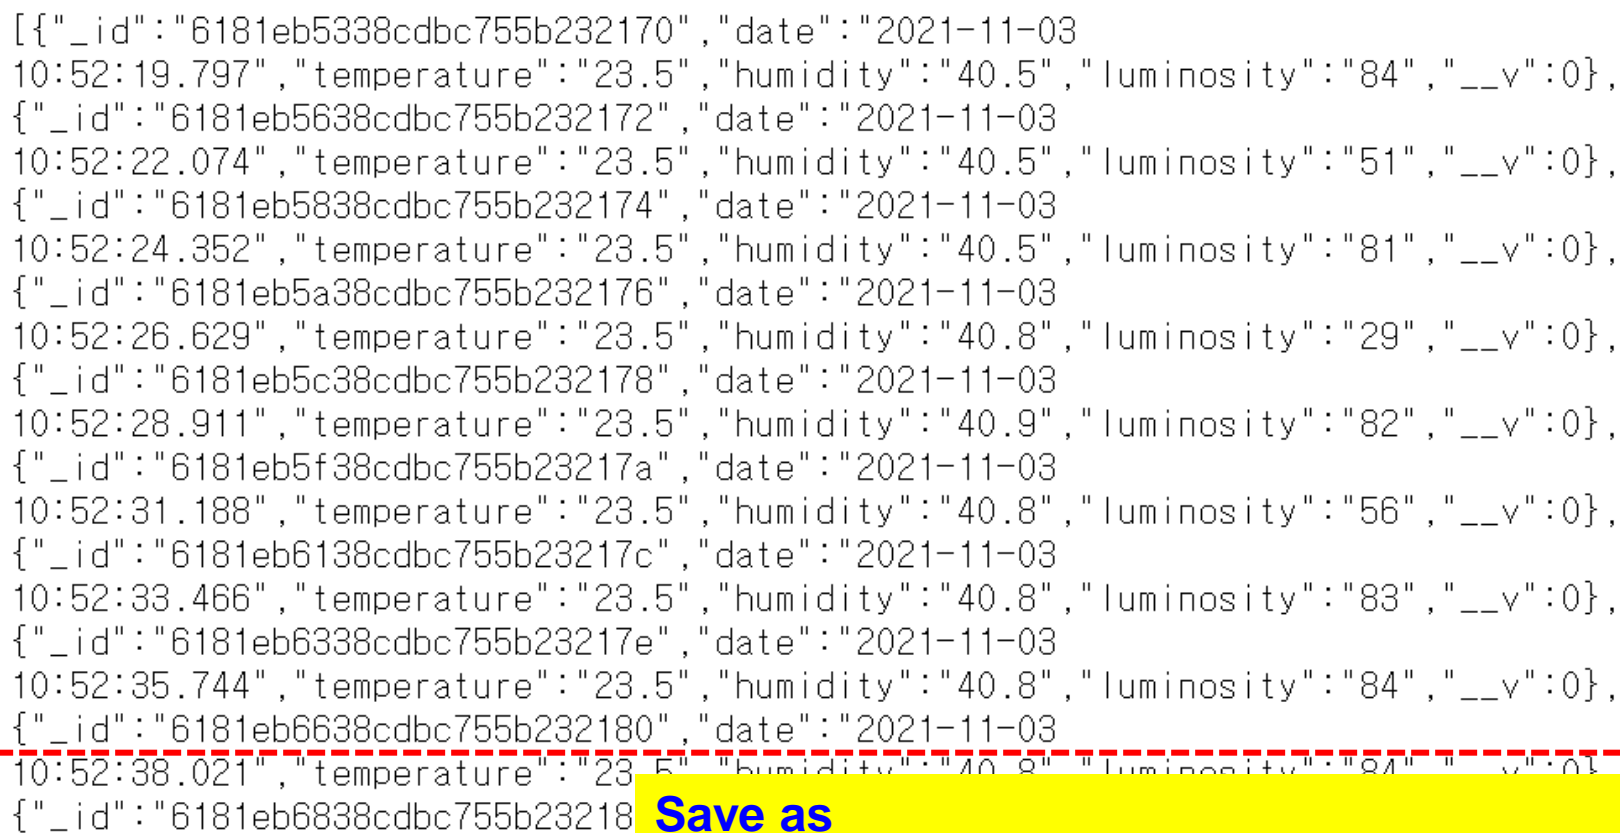 [{"_id":"6181eb5338cdbc755b232170","date":"2021-11-03
10:52:19.797","temperature":"23.5","humidity":"40.5","luminosity":"84","__v":0},
{"_id":"6181eb5638cdbc755b232172","date":"2021-11-03
10:52:22.074","temperature":"23.5","humidity":"40.5","luminosity":"51","__v":0},
{"_id":"6181eb5838cdbc755b232174","date":"2021-11-03
10:52:24.352","temperature":"23.5","humidity":"40.5","luminosity":"81","__v":0},
{"_id":"6181eb5a38cdbc755b232176","date":"2021-11-03
10:52:26.629","temperature":"23.5","humidity":"40.8","luminosity":"29","__v":0},
{"_id":"6181eb5c38cdbc755b232178","date":"2021-11-03
10:52:28.911","temperature":"23.5","humidity":"40.9","luminosity":"82","__v":0},
{"_id":"6181eb5f38cdbc755b23217a","date":"2021-11-03
10:52:31.188","temperature":"23.5","humidity":"40.8","luminosity":"56","__v":0},
{"_id":"6181eb6138cdbc755b23217c","date":"2021-11-03
10:52:33.466","temperature":"23.5","humidity":"40.8","luminosity":"83","__v":0},
{"_id":"6181eb6338cdbc755b23217e","date":"2021-11-03
10:52:35.744","temperature":"23.5","humidity":"40.8","luminosity":"84","__v":0},
{"_id":"6181eb6638cdbc755b232180","date":"2021-11-03
10:52:38.021","temperature":"23.5","humidity":"40.8","luminosity":"84","__v":0}
{"_id":"6181eb6838cdbc755b23218
Save as